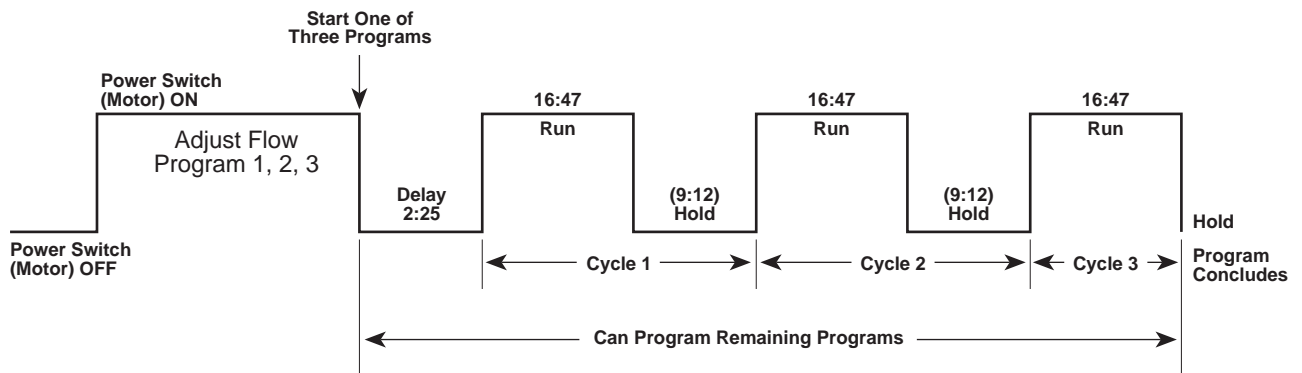 Start One of
Three Programs
Power Switch
(Motor) ON
16:47
16:47
16:47
Run
Run
Run
Adjust Flow
Program 1, 2, 3
Delay
2:25
(9:12)
Hold
(9:12)
Hold
Hold
Power Switch
(Motor) OFF
Cycle 1
Cycle 2
Cycle 3
Program
Concludes
Can Program Remaining Programs